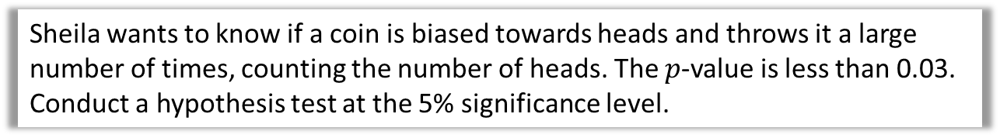 Sheila wants to know if a coin is biased towards heads and throws it a large
number of times, counting the number of heads. The p-value is less than 0.03.
Conduct a hypothesis test at the 5% significance level.